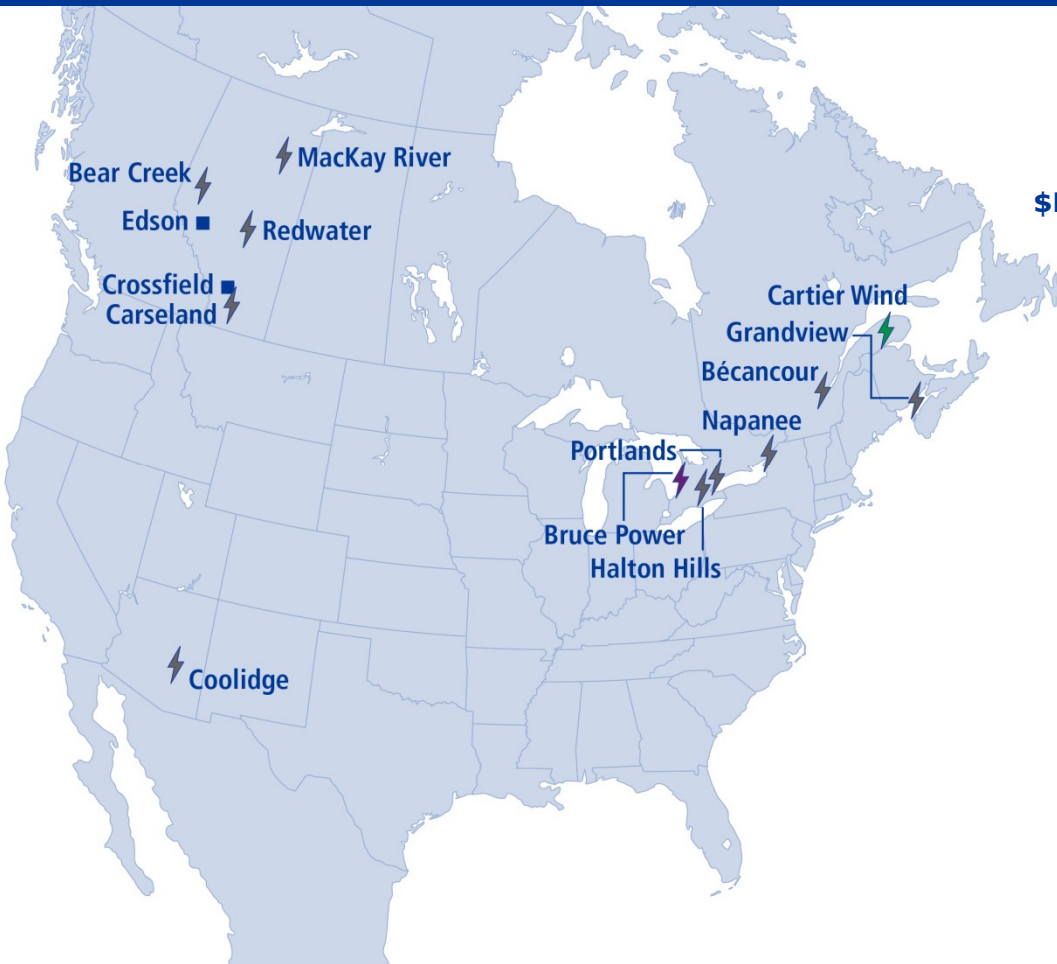 MacKay River
Bear Creek
$
Edson
Redwater
Crossfield
Carseland
Cartier Wind
Grandview
Bécancour
Napanee
Portlands
Bruce Power
Halton Hills
Coolidge